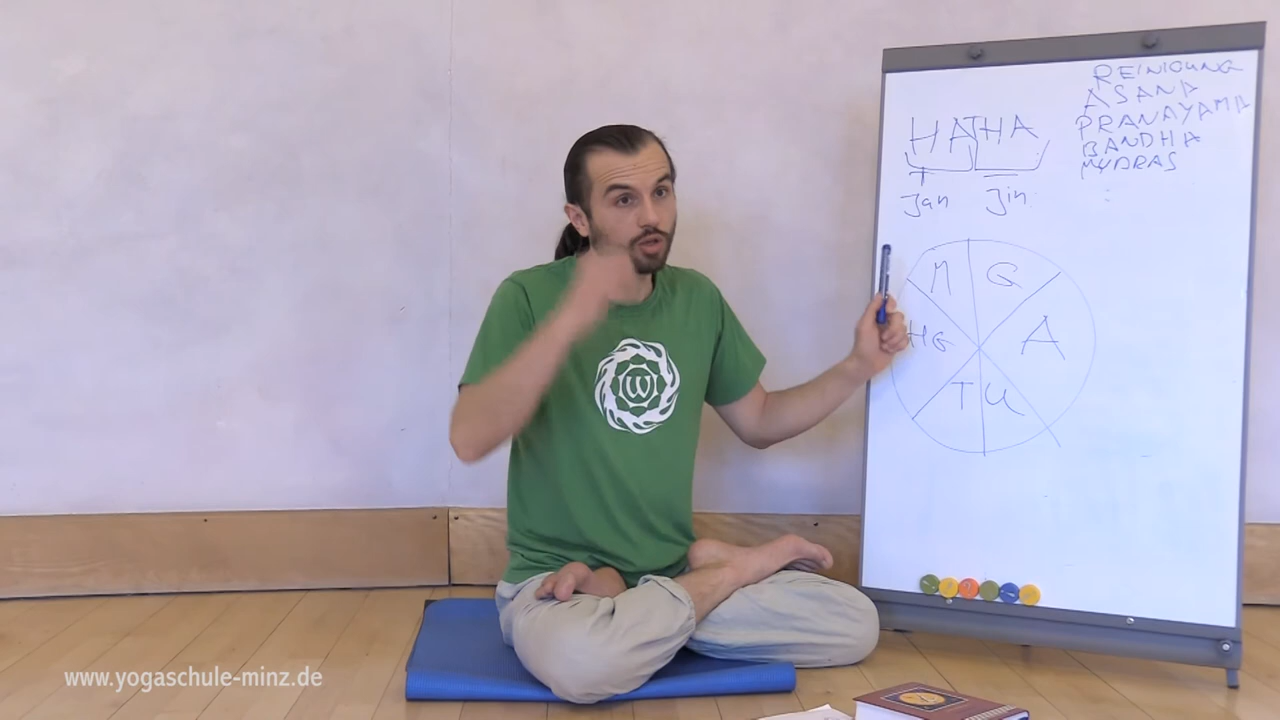 REINIGUNG
ASANA
PRANAYAMA
BANDHA
MUDRAS
HATHA
Jan Jin
M G
HG A
T U
W
www.yogaschule-minz.de